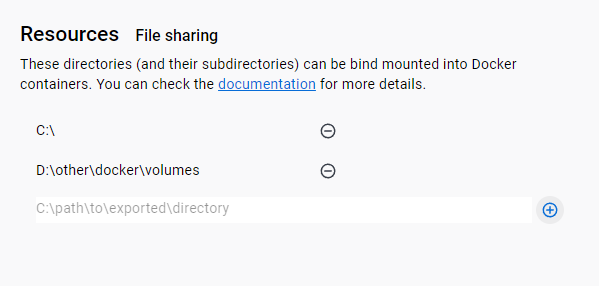 Resources File sharing
These directories (and their subdirectories) can be bind mounted into Docker
containers. You can check the documentation for more details.
C:\
D:\other\docker\volumes
C:\path\to\exported\directory